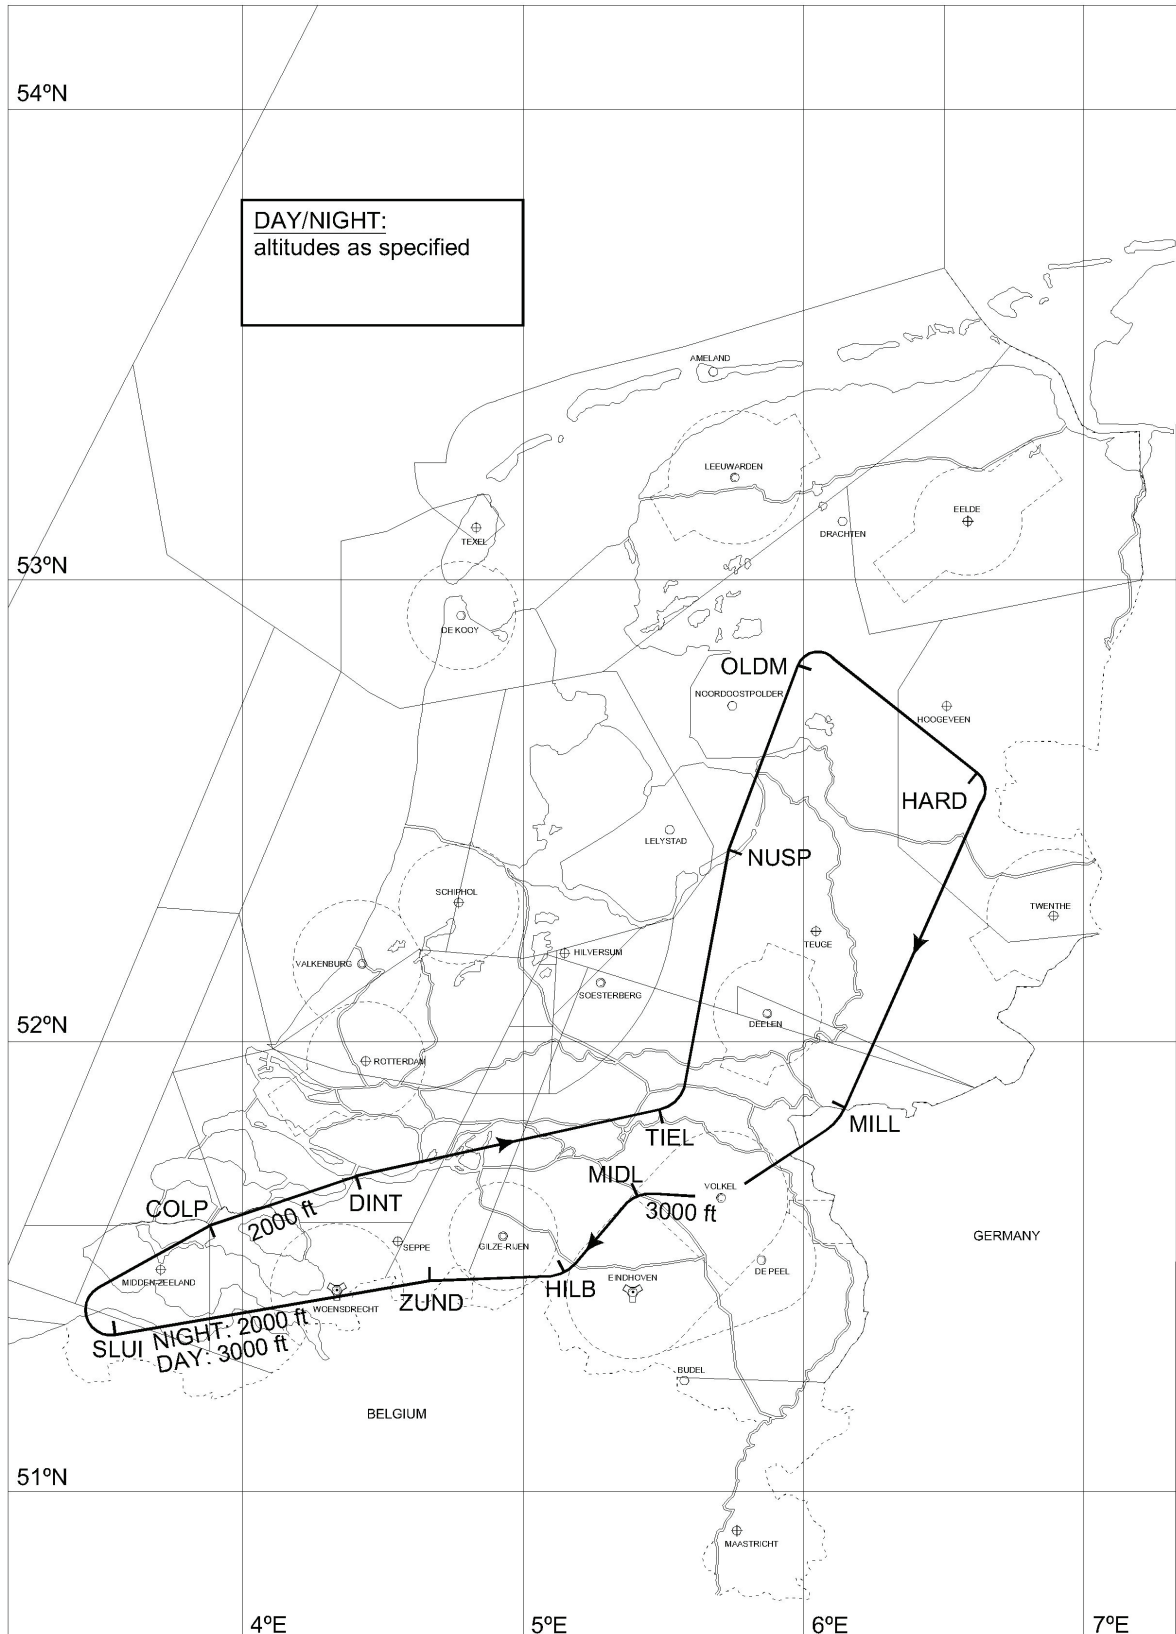 54ºN
DAY/NIGHT:
altitudes as specified
AMELAND
LEEUWARDEN
EELDE
DRACHTEN
TEXEL
53ºN
DE KOOY
OLDM
NOORDOOSTPOLDER
HOOGEVEEN
HARD
LELYSTAD
NUSP
SCHIPHOL
TWENTHE
TEUGE
HILVERSUM
VALKENBURG
SOESTERBERG
DEELEN
52ºN
ROTTERDAM
MILL
TIEL
MIDL
VOLKEL
DINT
COLP
2000 ft
3000 ft
GERMANY
SEPPE
GILZE-RIJEN
DE PEEL
MIDDEN-ZEELAND
EINDHOVEN
HILB
ZUND
WOENSDRECHT
SLUI
NIGHT: 2000 ft
DAY: 3000 ft
BUDEL
BELGIUM
51ºN
MAASTRICHT
4ºE
5ºE
6ºE
7ºE